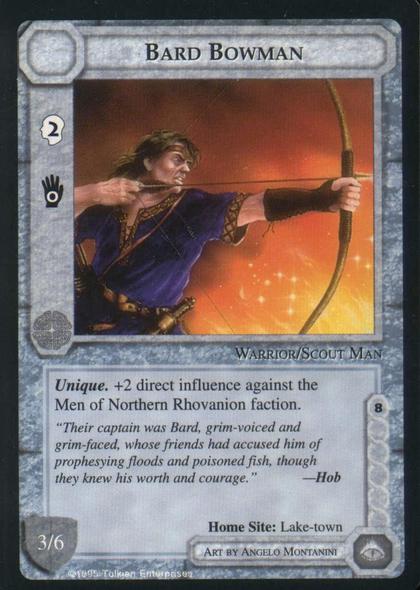 BARD BOWMAN
2
WARRIOR/SCOUT MAN
Unique. +2 direct influence against the
Men of Northern Rhovanion faction.
8
"Their captain was Bard, grim-voiced and
grim-faced, whose friends had accused him of
prophesying floods and poisoned fish, though
they knew his worth and courage." —Hob
Home Site: Lake-town
3/6
ART BY ANGELO MONTANINI
©1995 Tolkien Enterprises